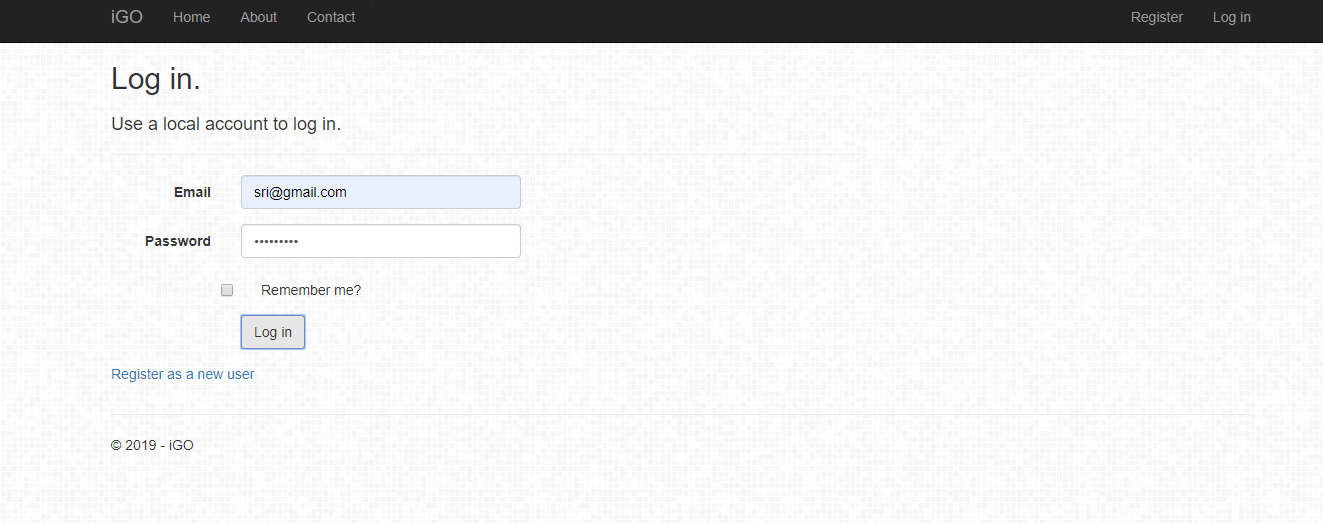 iGO Home About Contact Register Log in
Log in.
Use a local account to log in.
Email sri@gmail.com
Password •••••••••
Remember me?
Log in
Register as a new user
© 2019 - iGO